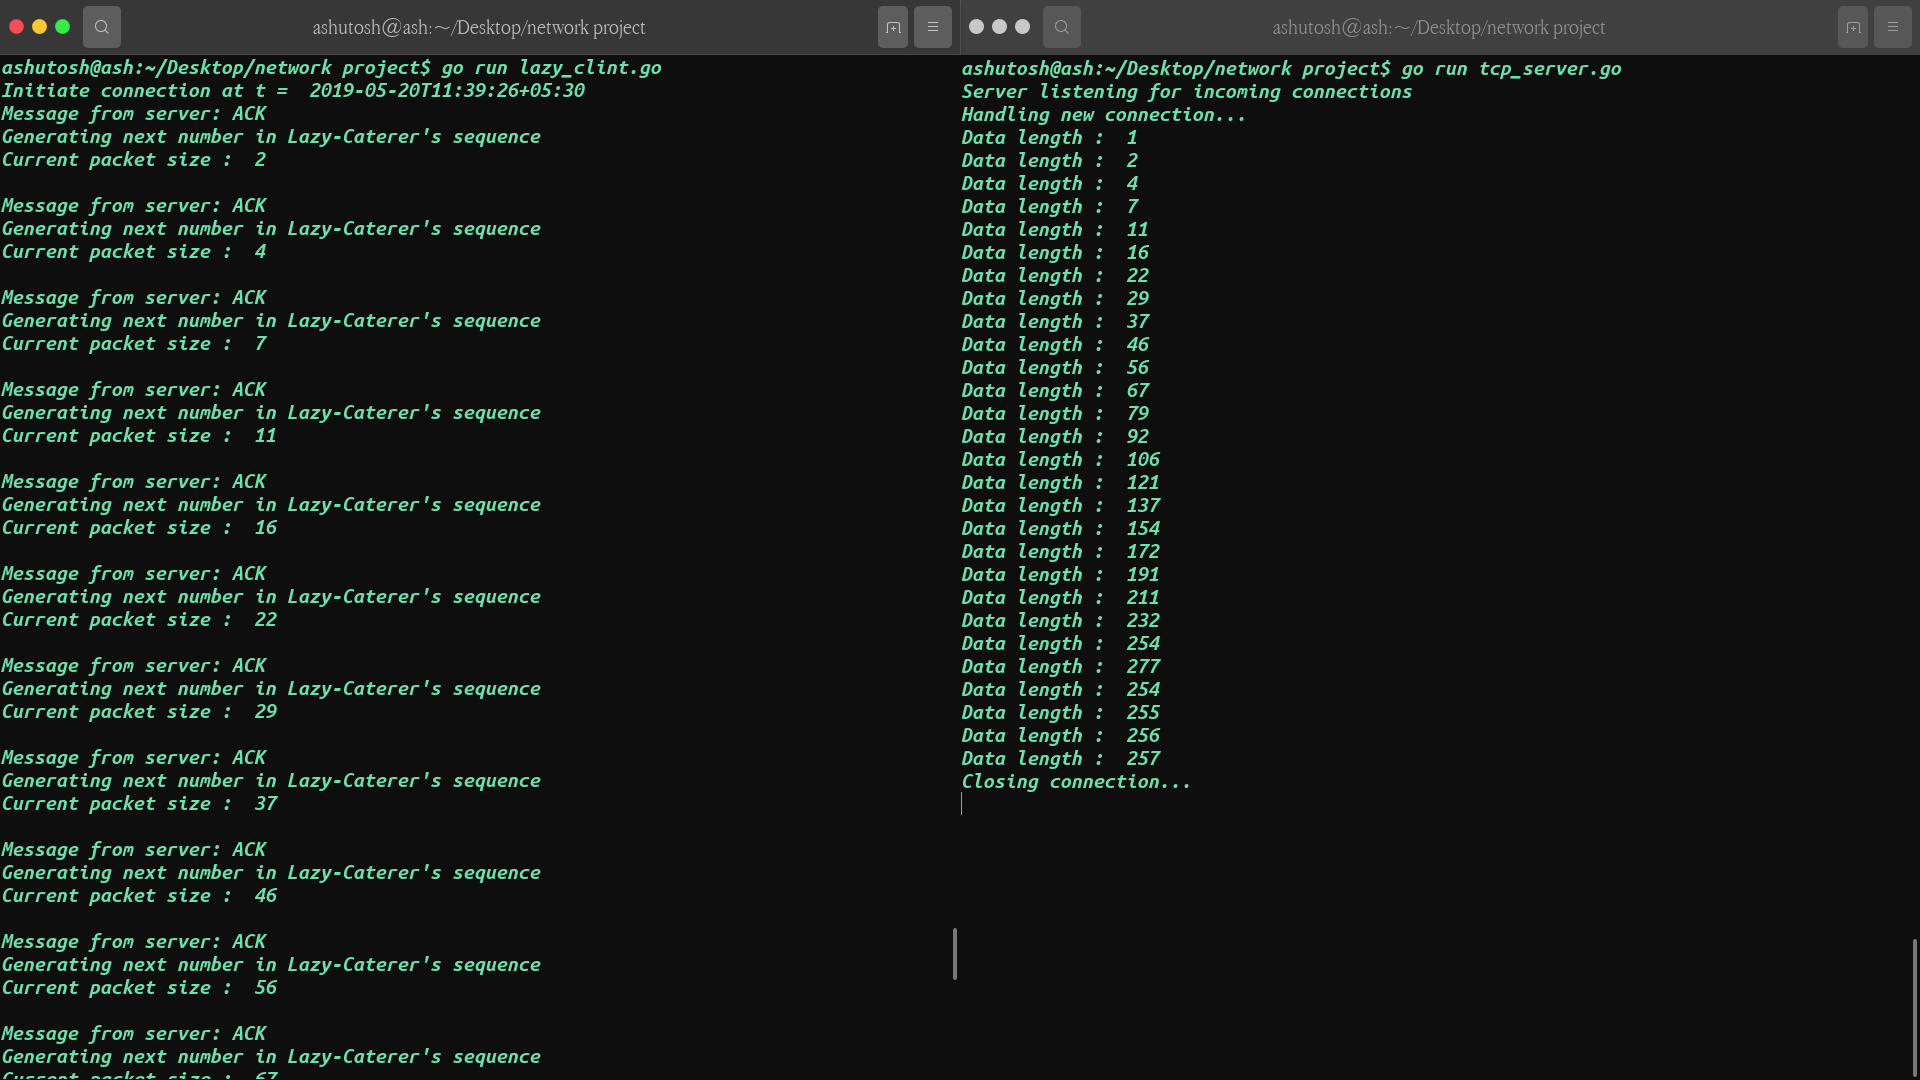 ashutosh@ash:~/Desktop/network project
ashutosh@ash:~/Desktop/network project$ go run lazy_clint.go
Initiate connection at t =  2019-05-20T11:39:26+05:30
Message from server: ACK
Generating next number in Lazy-Caterer's sequence
Current packet size :  2
Message from server: ACK
Generating next number in Lazy-Caterer's sequence
Current packet size :  4
Message from server: ACK
Generating next number in Lazy-Caterer's sequence
Current packet size :  7
Message from server: ACK
Generating next number in Lazy-Caterer's sequence
Current packet size :  11
Message from server: ACK
Generating next number in Lazy-Caterer's sequence
Current packet size :  16
Message from server: ACK
Generating next number in Lazy-Caterer's sequence
Current packet size :  22
Message from server: ACK
Generating next number in Lazy-Caterer's sequence
Current packet size :  29
Message from server: ACK
Generating next number in Lazy-Caterer's sequence
Current packet size :  37
Message from server: ACK
Generating next number in Lazy-Caterer's sequence
Current packet size :  46
Message from server: ACK
Generating next number in Lazy-Caterer's sequence
Current packet size :  56
Message from server: ACK
Generating next number in Lazy-Caterer's sequence
Current packet size :  67
ashutosh@ash:~/Desktop/network project
ashutosh@ash:~/Desktop/network project$ go run tcp_server.go
Server listening for incoming connections
Handling new connection...
Data length :  1
Data length :  2
Data length :  4
Data length :  7
Data length :  11
Data length :  16
Data length :  22
Data length :  29
Data length :  37
Data length :  46
Data length :  56
Data length :  67
Data length :  79
Data length :  92
Data length :  106
Data length :  121
Data length :  137
Data length :  154
Data length :  172
Data length :  191
Data length :  211
Data length :  232
Data length :  254
Data length :  277
Data length :  254
Data length :  255
Data length :  256
Data length :  257
Closing connection...